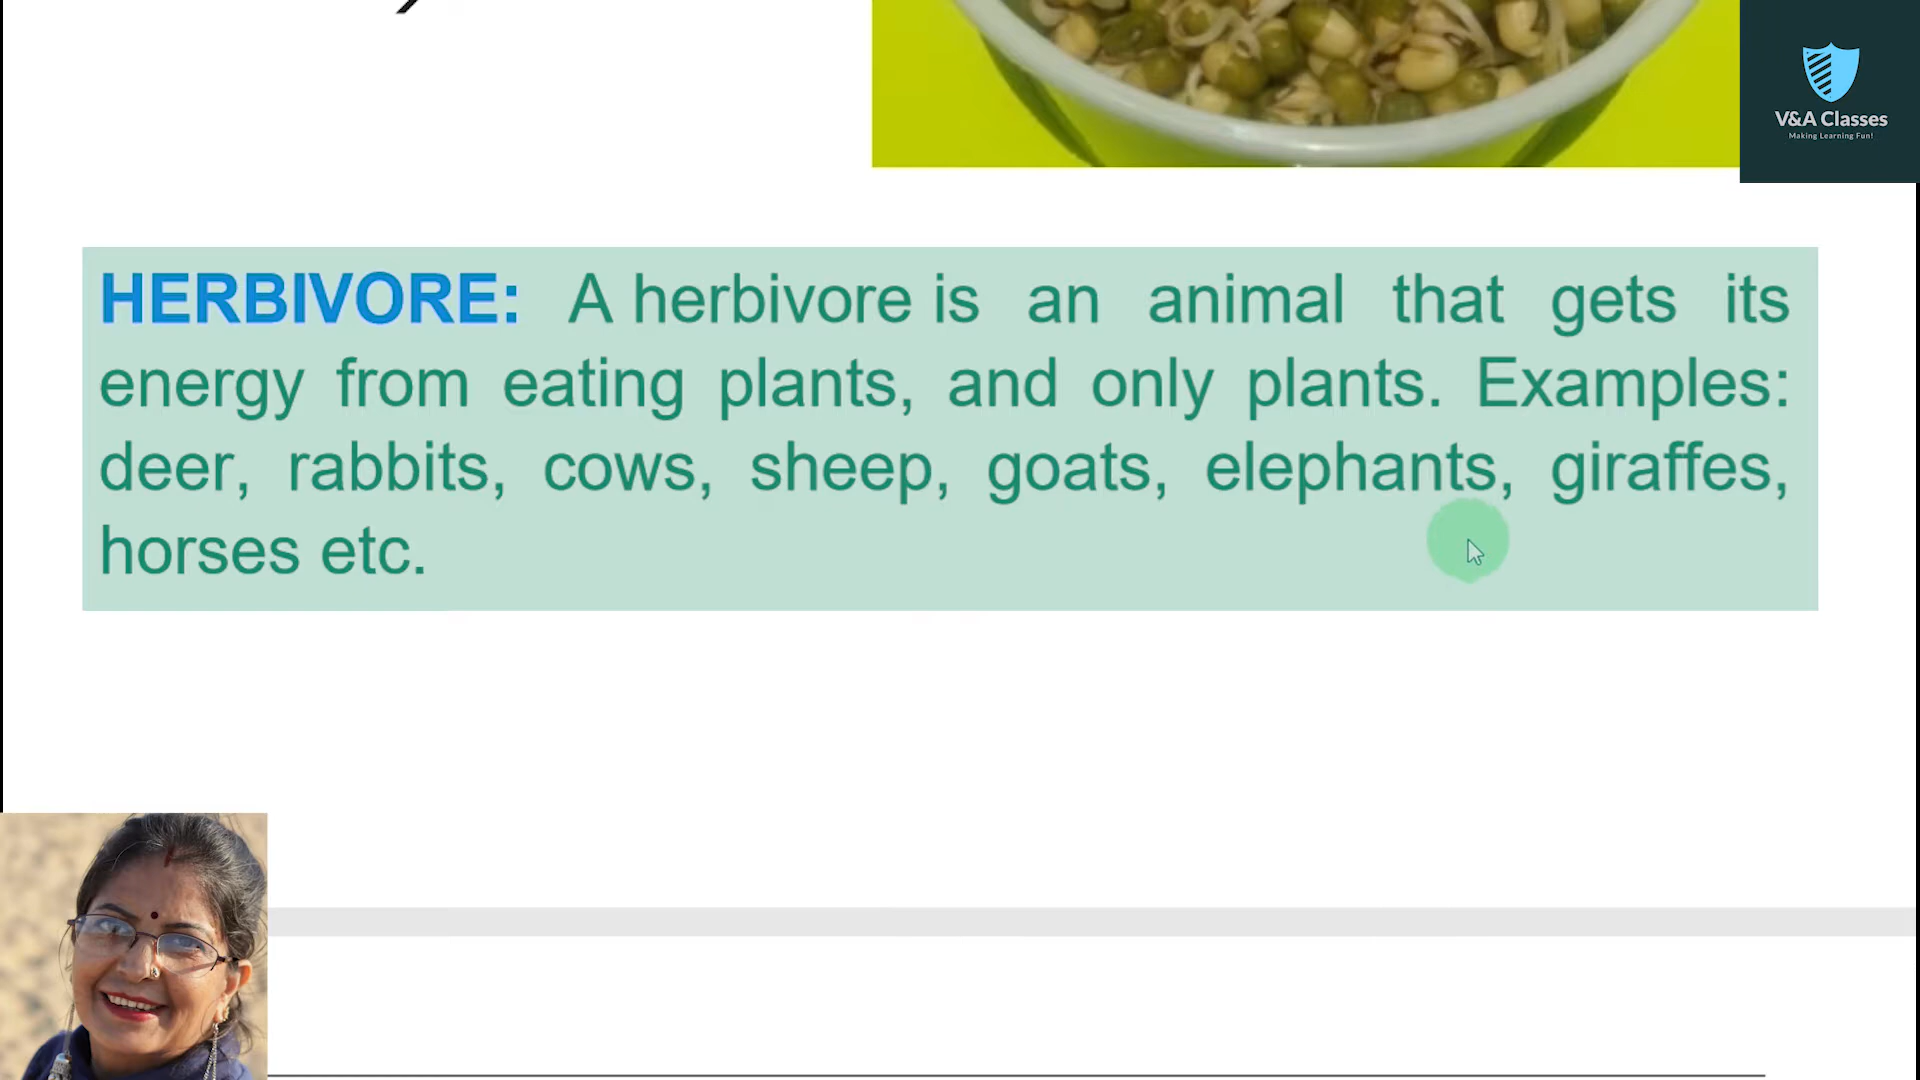 V&A Classes
Making Learning Fun!
HERBIVORE: A herbivore is an animal that gets its
energy from eating plants, and only plants. Examples:
deer, rabbits, cows, sheep, goats, elephants, giraffes,
horses etc.